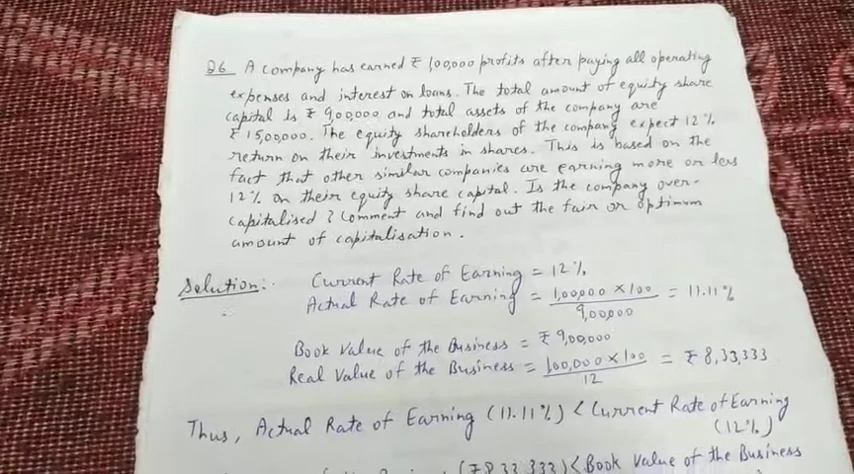 Q6 A company has earned ₹ 1,00,000 profits after paying all operating
expenses and interest on loans. The total amount of equity share
capital is ₹ 9,00,000 and total assets of the company are
₹ 15,00,000. The equity shareholders of the company expect 12%
return on their investments in shares. This is based on the
fact that other similar companies are earning more or less
12% on their equity share capital. Is the company over-
capitalised? Comment and find out the fair or optimum
amount of capitalisation.
Solution:- Current Rate of Earning = 12%
Actual Rate of Earning = 1,00,000 × 100 / 9,00,000 = 11.11%
Book Value of the Business = ₹ 9,00,000
Real Value of the Business = 1,00,000 × 100 / 12 = ₹ 8,33,333
Thus, Actual Rate of Earning (11.11%) < Current Rate of Earning
(12%)
(₹8,33,333) < Book Value of the Business